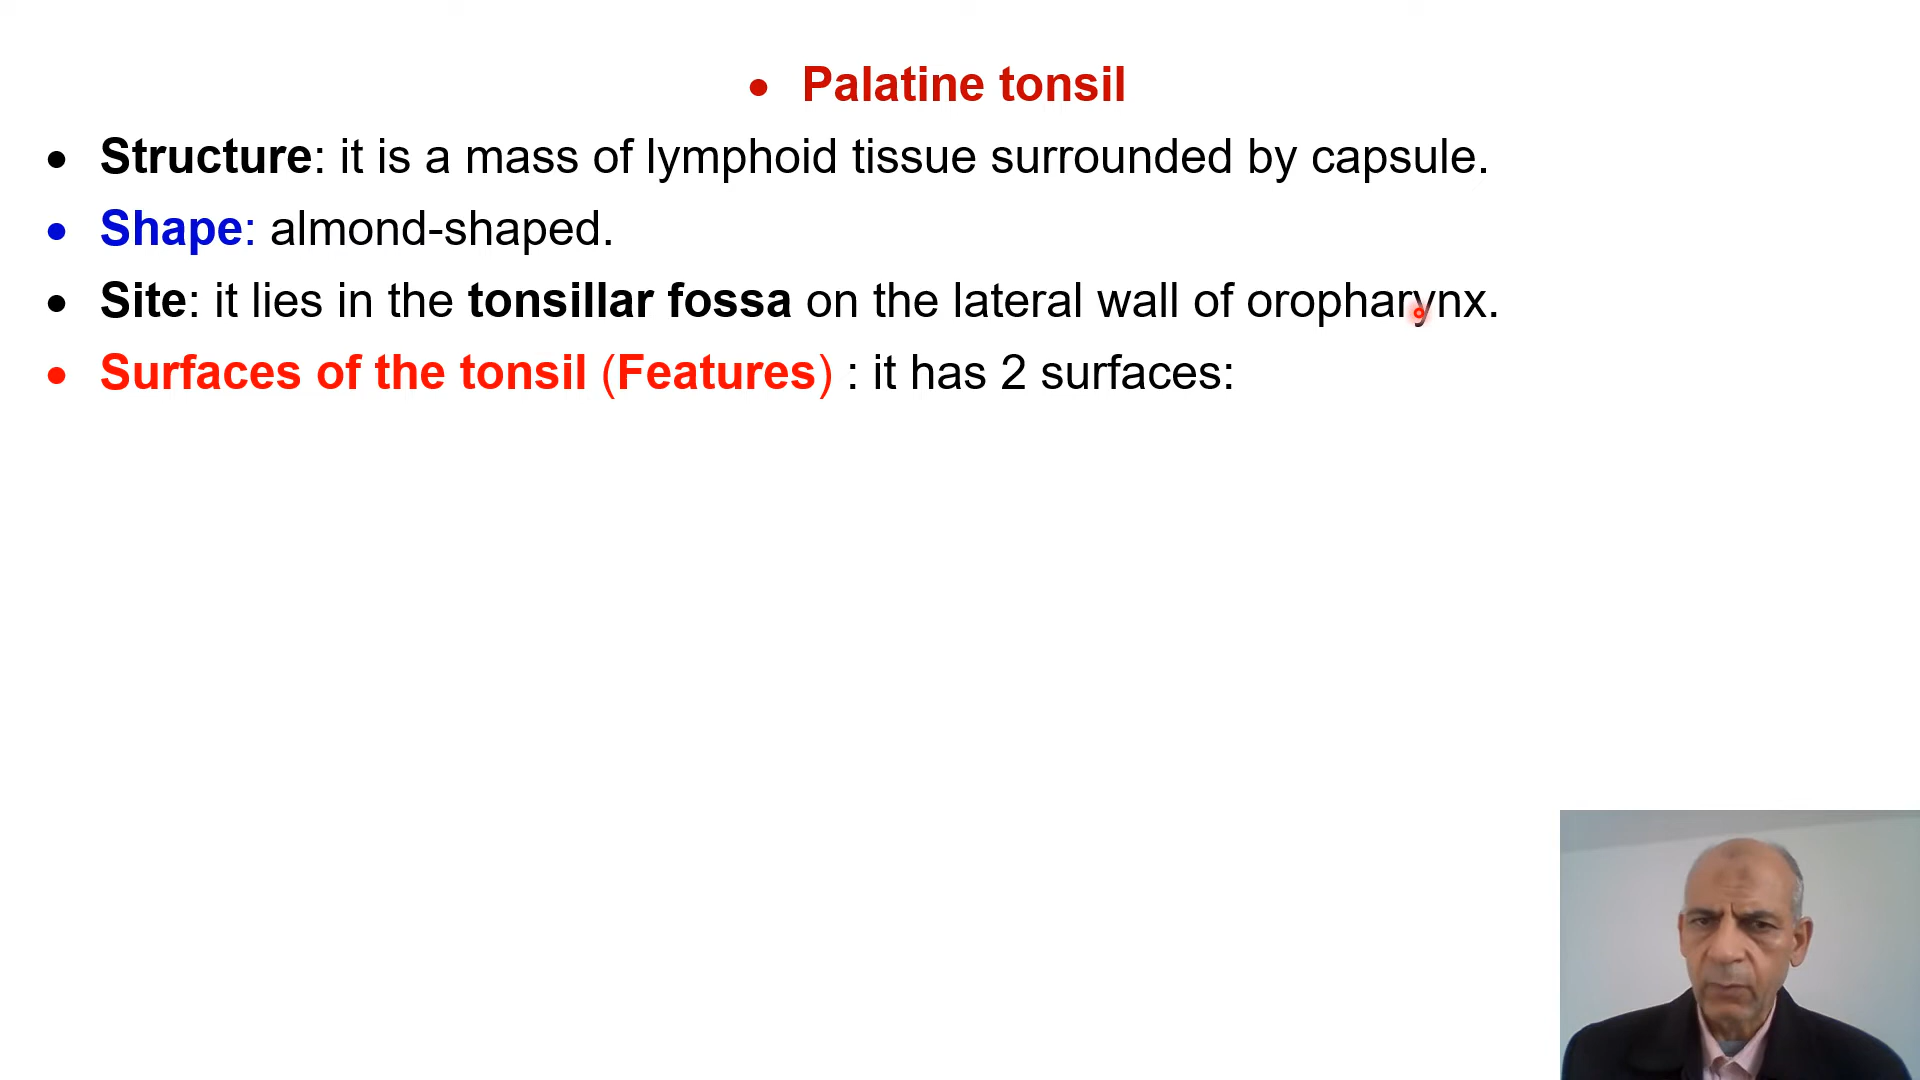 • Palatine tonsil
• Structure: it is a mass of lymphoid tissue surrounded by capsule.
• Shape: almond-shaped.
• Site: it lies in the tonsillar fossa on the lateral wall of oropharynx.
• Surfaces of the tonsil (Features) : it has 2 surfaces: